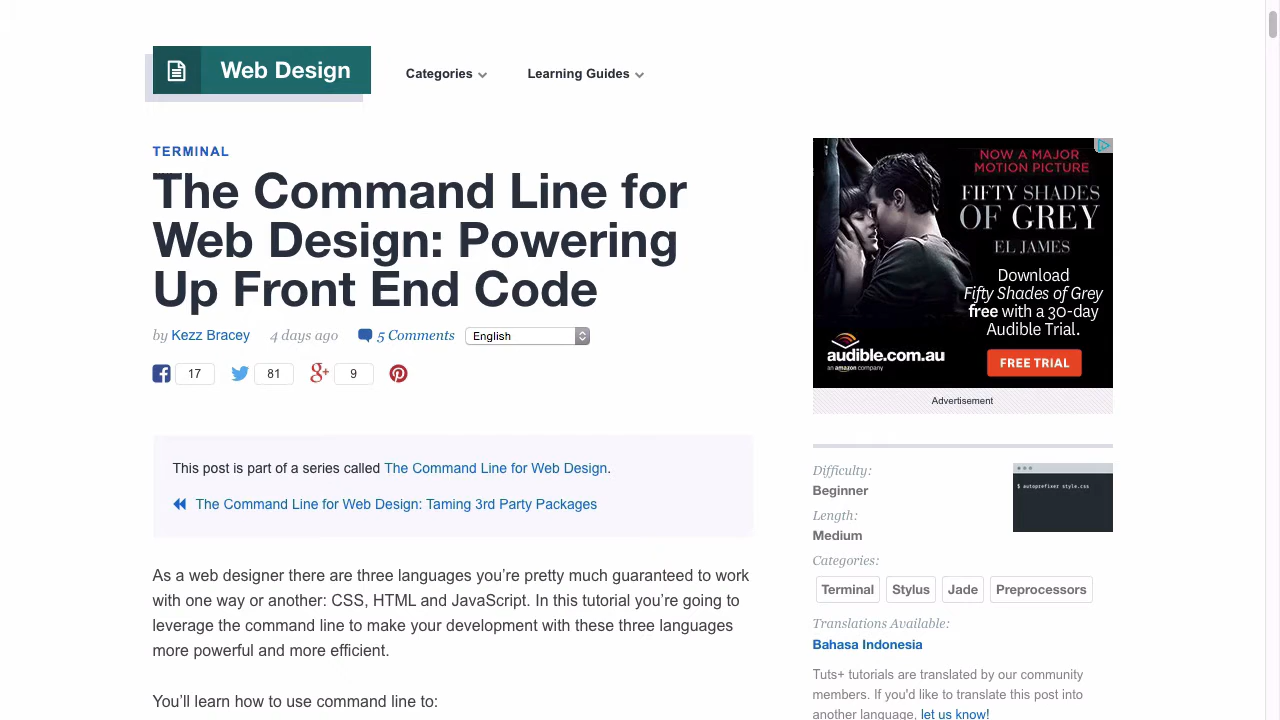 Web Design
Categories
Learning Guides
TERMINAL
The Command Line for
Web Design: Powering
Up Front End Code
by Kezz Bracey 4 days ago 5 Comments English
17 81 9
This post is part of a series called The Command Line for Web Design.
The Command Line for Web Design: Taming 3rd Party Packages
As a web designer there are three languages you're pretty much guaranteed to work
with one way or another: CSS, HTML and JavaScript. In this tutorial you're going to
leverage the command line to make your development with these three languages
more powerful and more efficient.
You'll learn how to use command line to:
NOW A MAJOR
MOTION PICTURE
FIFTY SHADES
OF GREY
EL JAMES
Download
Fifty Shades of Grey
free with a 30-day
Audible Trial.
audible.com.au
an amazon company
FREE TRIAL
Advertisement
Difficulty:
Beginner
Length:
Medium
$ autoprefixer style.css
Categories:
Terminal Stylus Jade Preprocessors
Translations Available:
Bahasa Indonesia
Tuts+ tutorials are translated by our community
members. If you'd like to translate this post into
another language, let us know!